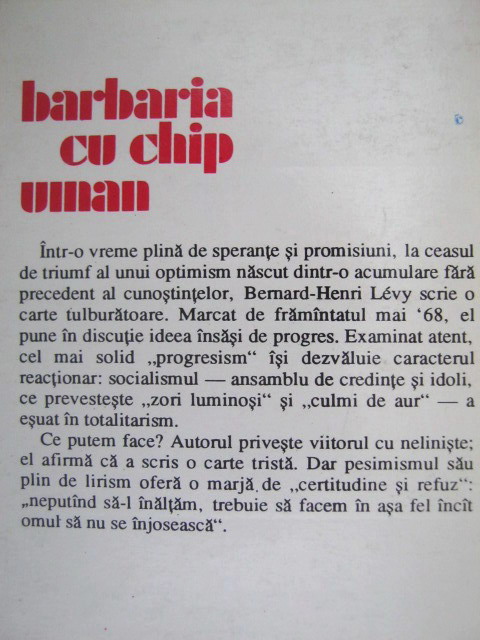 barbaria
cu chip
uman
Într-o vreme plină de speranțe și promisiuni, la ceasul
de triumf al unui optimism născut dintr-o acumulare fără
precedent al cunoștințelor, Bernard-Henri Lévy scrie o
carte tulburătoare. Marcat de frămîntatul mai ‘68, el
pune în discuție ideea însăși de progres. Examinat atent,
cel mai solid „progresism“ își dezvăluie caracterul
reacționar: socialismul — ansamblu de credințe și idoli,
ce prevestește „zori luminoși“ și „culmi de aur“ — a
eșuat în totalitarism.
Ce putem face? Autorul privește viitorul cu neliniște;
el afirmă că a scris o carte tristă. Dar pesimismul său
plin de lirism oferă o marjă de „certitudine și refuz“:
„neputînd să-l înălțăm, trebuie să facem în așa fel încît
omul să nu se înjosească“.